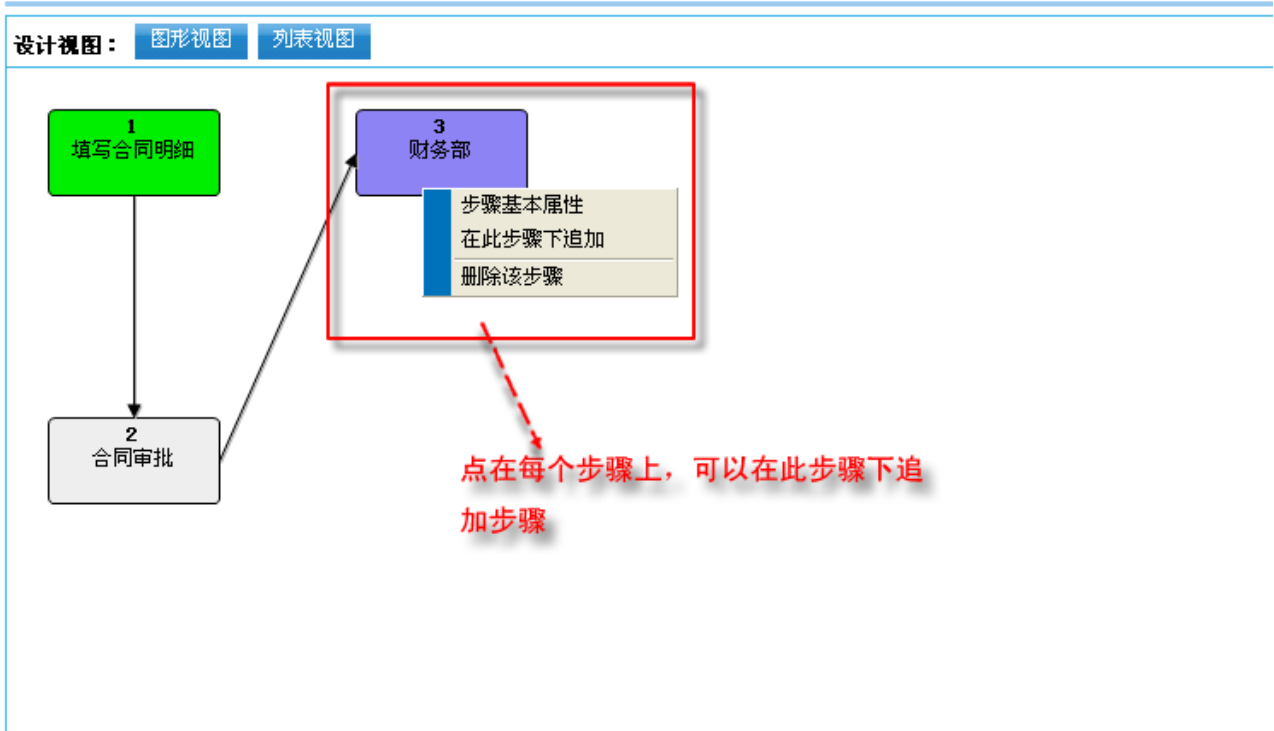 设计视图： 图形视图 列表视图
1
填写合同明细
3
财务部
步骤基本属性
在此步骤下追加
删除该步骤
2
合同审批
点在每个步骤上，可以在此步骤下追
加步骤